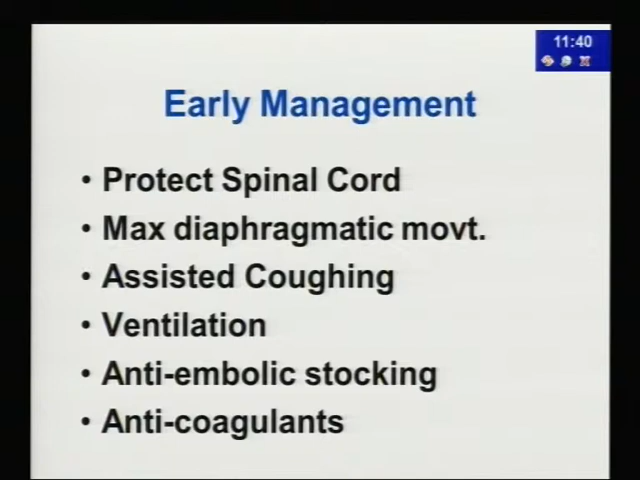 11:40
Early Management
• Protect Spinal Cord
• Max diaphragmatic movt.
• Assisted Coughing
• Ventilation
• Anti-embolic stocking
• Anti-coagulants